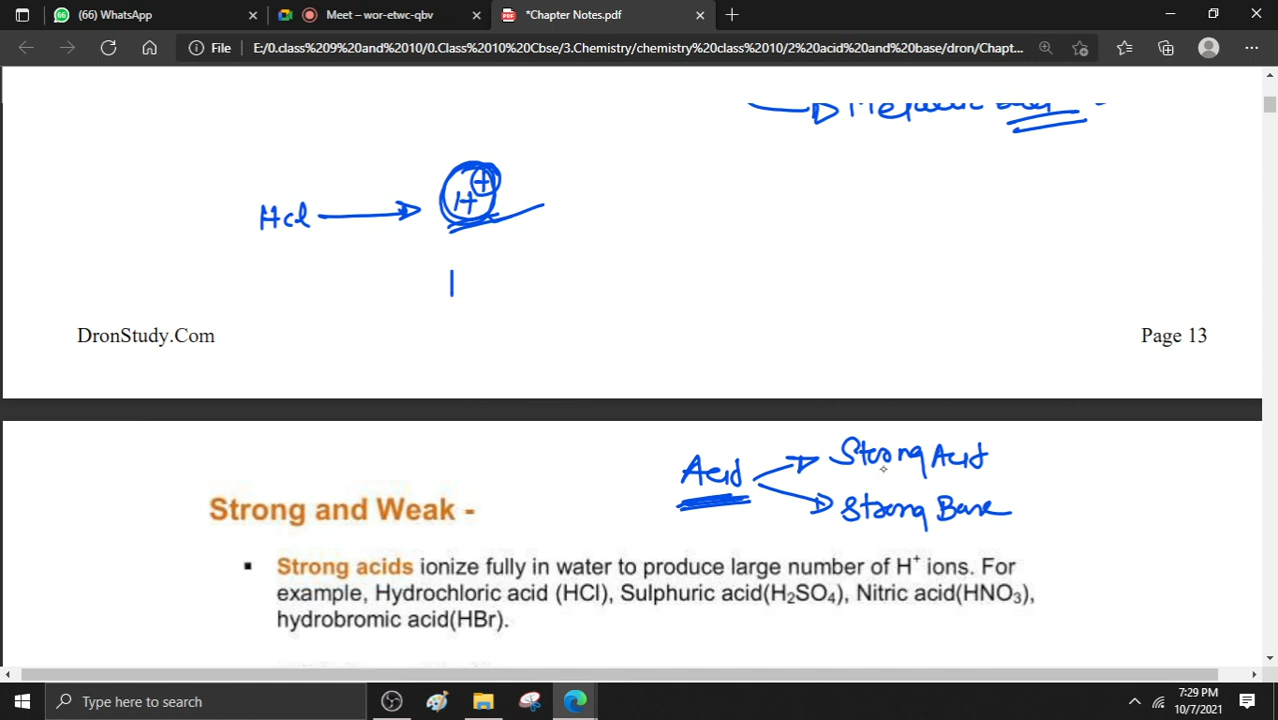 (66) WhatsApp
Meet – wor-etwc-qbv
*Chapter Notes.pdf
File
E:/0.class%209%20and%2010/0.Class%2010%20Cbse/3.Chemistry/chemistry%20class%2010/2%20acid%20and%20base/dron/Chapt...
HCl
H+
DronStudy.Com
Page 13
Acid
Strong Acid
Strong Base
Strong and Weak -
▪ Strong acids ionize fully in water to produce large number of H⁺ ions. For
example, Hydrochloric acid (HCl), Sulphuric acid(H₂SO₄), Nitric acid(HNO₃),
hydrobromic acid(HBr).
Type here to search
7:29 PM
10/7/2021